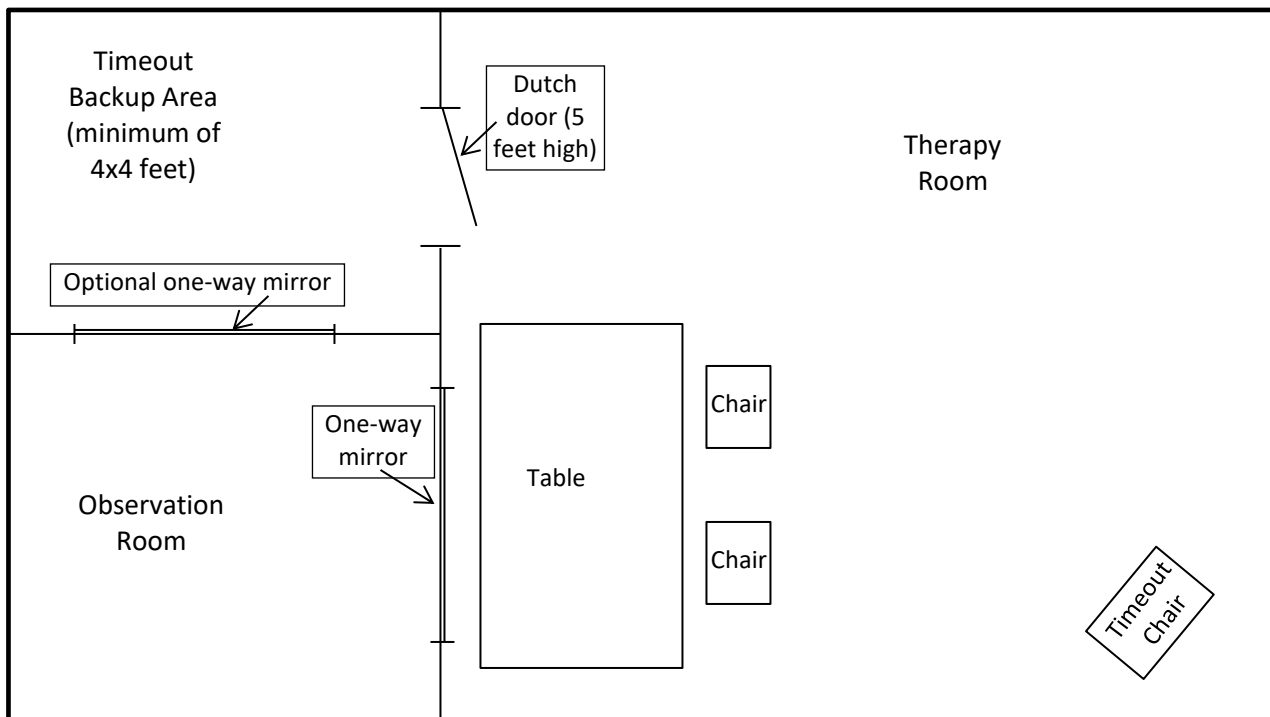 Timeout
Backup Area
(minimum of
4x4 feet)
Dutch
door (5
feet high)
Therapy
Room
Optional one-way mirror
One-way
mirror
Observation
Room
Table
Chair
Chair
Timeout
Chair